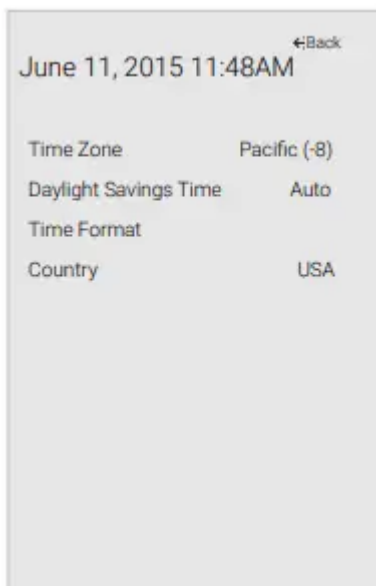 Back
June 11, 2015 11:48AM
Time Zone Pacific (-8)
Daylight Savings Time Auto
Time Format
Country USA